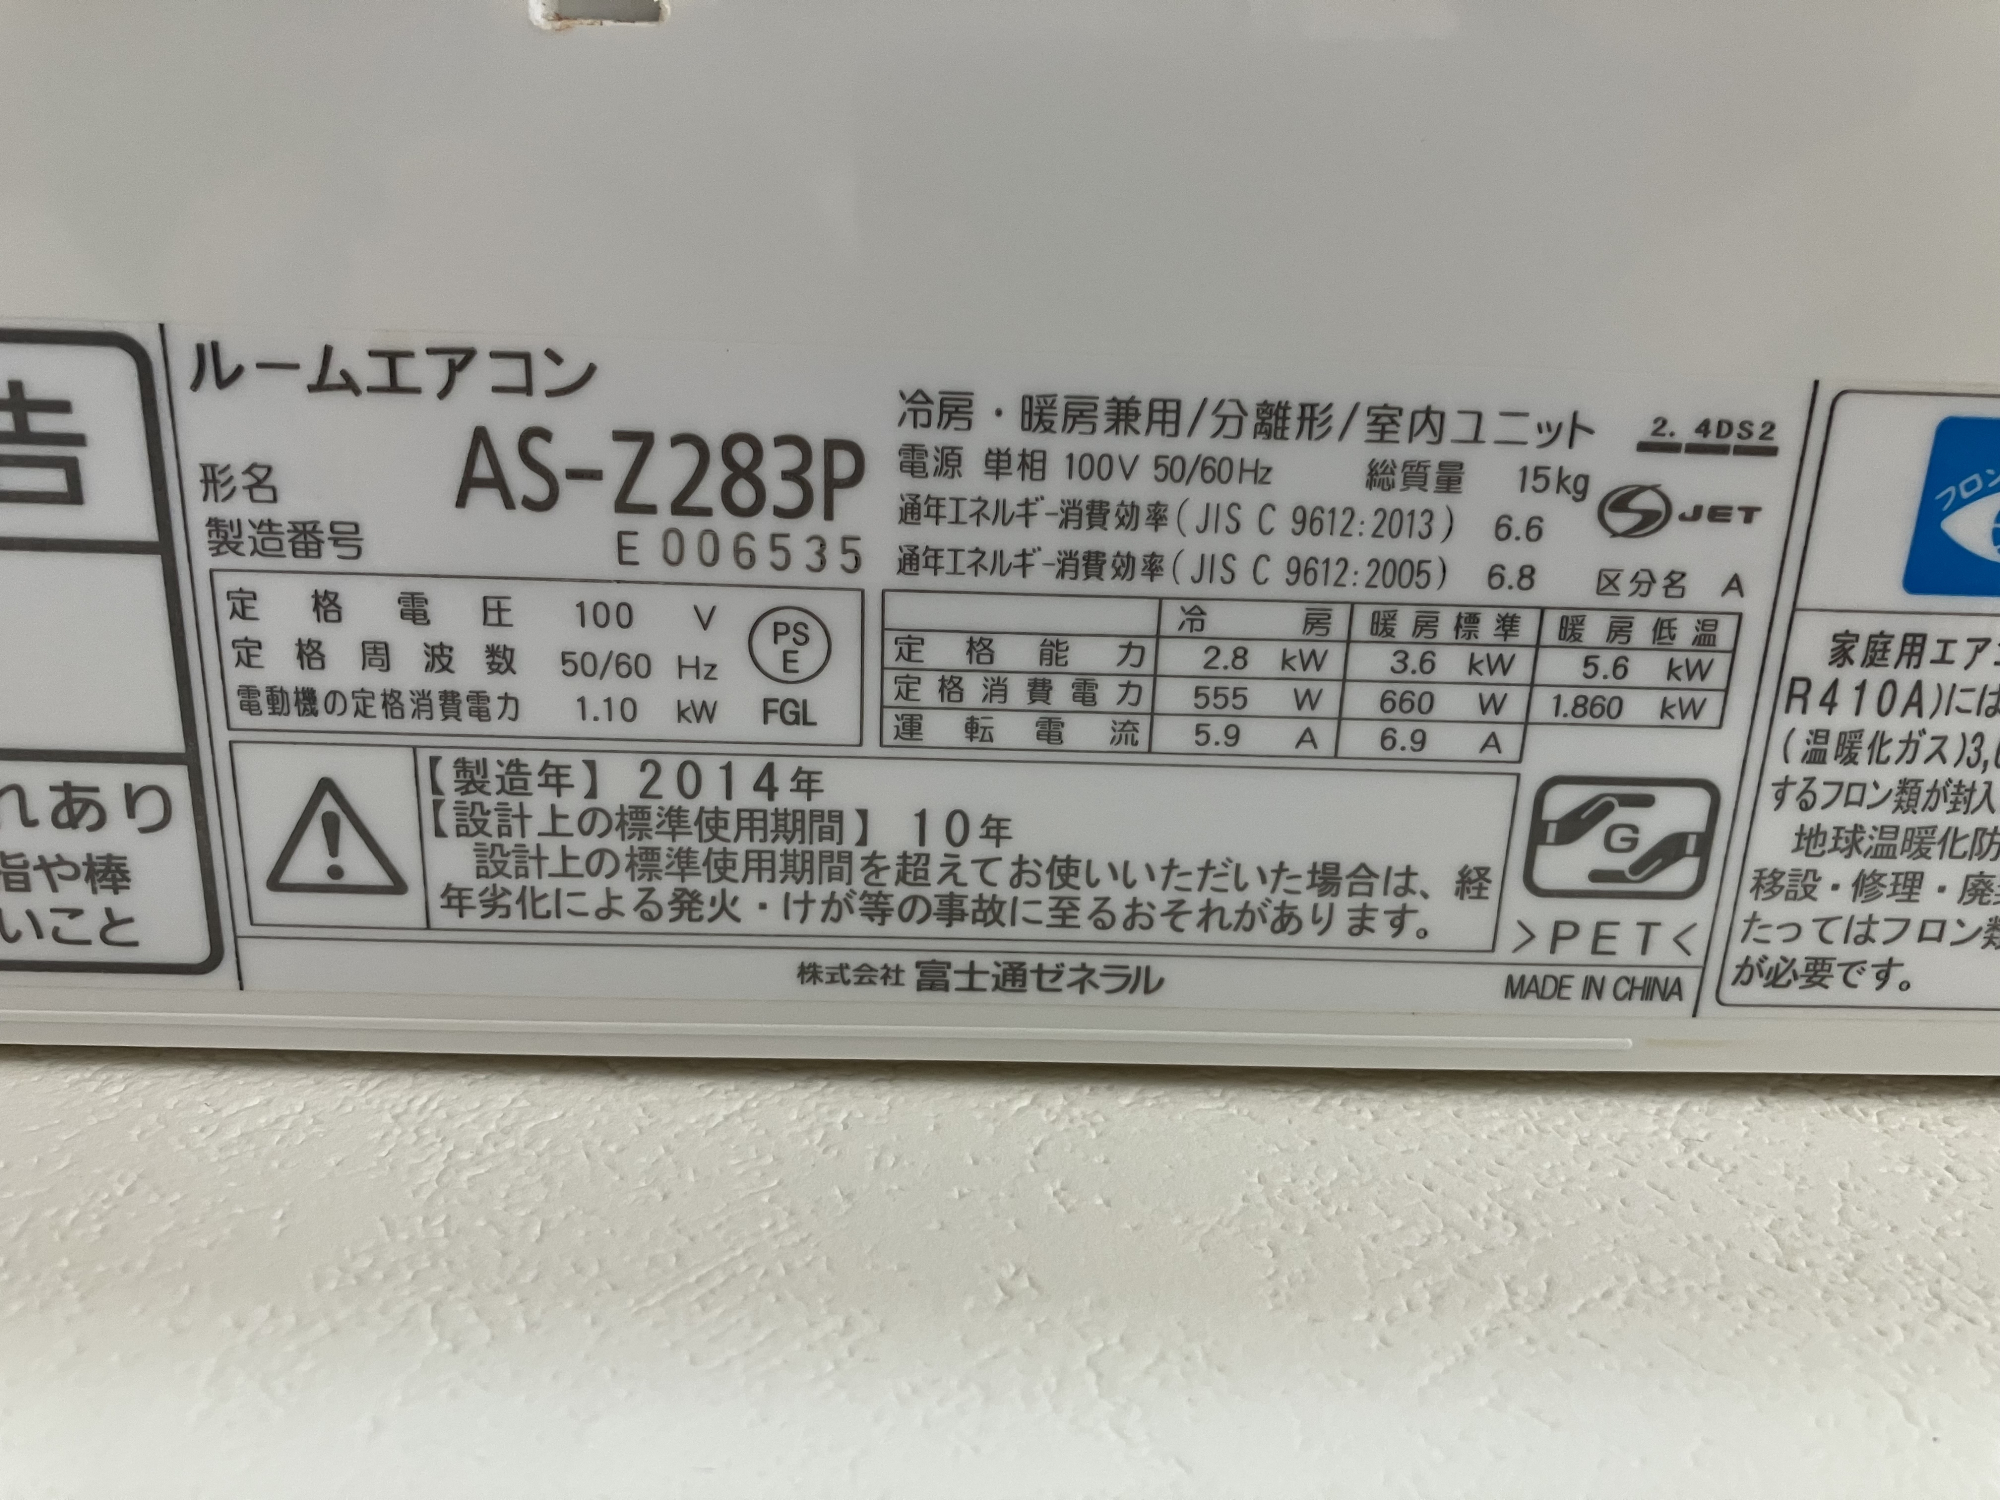 告
れあり
指や棒
いこと
ルームエアコン
形名 AS-Z283P
製造番号 E 006535
定格電圧 100 V
定格周波数 50/60 Hz
電動機の定格消費電力 1.10 kW
PS
E
FGL
冷房・暖房兼用/分離形/室内ユニット 2. 4DS2
電源 単相 100V 50/60Hz 総質量 15kg
通年エネルギー消費効率(JIS C 9612:2013) 6.6
JET
通年エネルギー消費効率(JIS C 9612:2005) 6.8 区分名 A
冷房 暖房標準 暖房低温
定格能力 2.8 kW 3.6 kW 5.6 kW
定格消費電力 555 W 660 W 1.860 kW
運転電流 5.9 A 6.9 A
【製造年】 2014年
【設計上の標準使用期間】 10年
設計上の標準使用期間を超えてお使いいただいた場合は、経
年劣化による発火・けが等の事故に至るおそれがあります。
G
>PET<
株式会社 富士通ゼネラル
MADE IN CHINA
フロン
家庭用エアコ
R410A)には
(温暖化ガス)3,6
するフロン類が封入
地球温暖化防
移設・修理・廃棄
たってはフロン類
が必要です。